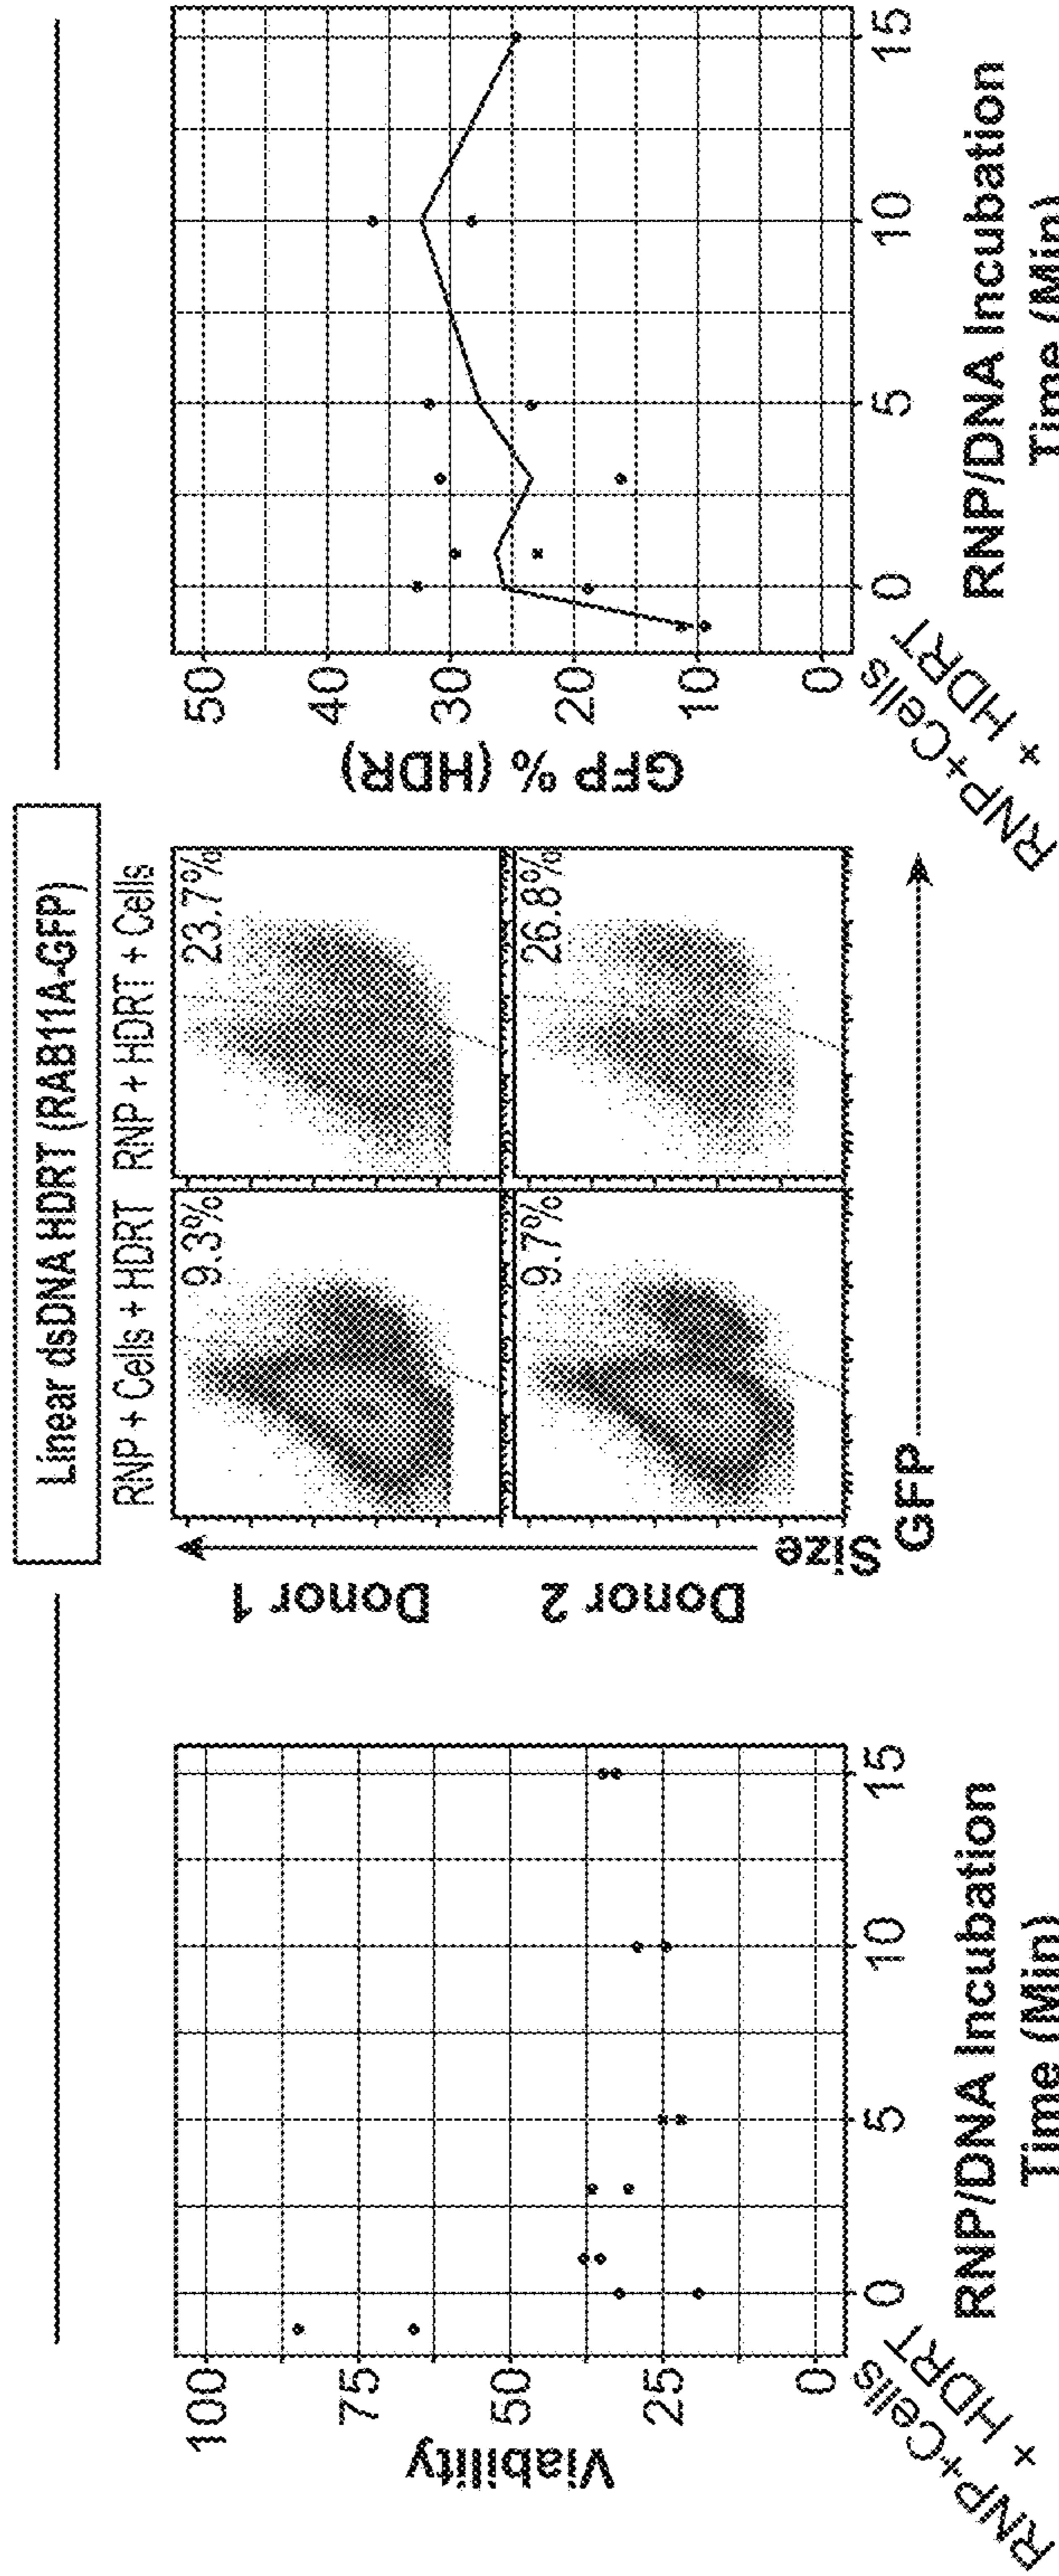 Linear dsDNA HDRT (RAB11A-GFP)
Viability
100
75
50
25
0
RNP+Cells
+ HDRT
0
5
10
15
RNP/DNA Incubation
Time (Min)
RNP + Cells + HDRT
RNP + HDRT + Cells
Donor 1
9.3%
23.7%
Donor 2
9.7%
26.8%
Size
GFP
GFP % (HDR)
50
40
30
20
10
0
RNP+Cells
+ HDRT
0
5
10
15
RNP/DNA Incubation
Time (Min)